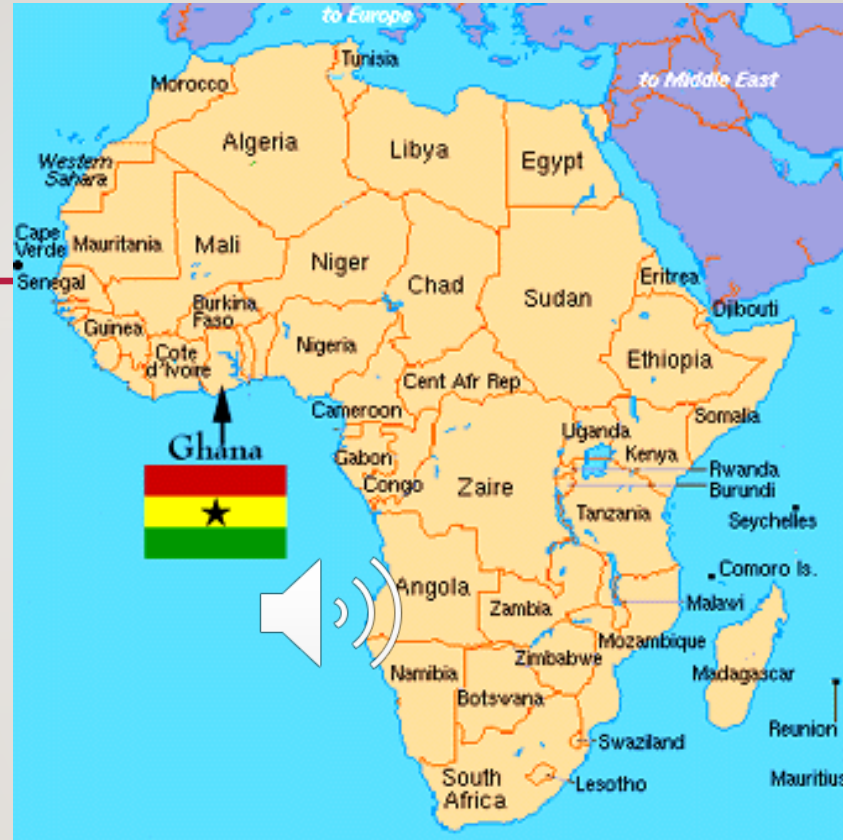 to Europe
Tunisia
Morocco
to Middle East
Algeria
Libya
Egypt
Western
Sahara
Cape
Verde
Mauritania
Mali
Niger
Chad
Sudan
Eritrea
Senegal
Djibouti
Burkina
Faso
Guinea
Nigeria
Cote
d'Ivoire
Ethiopia
Cent Afr Rep
Cameroon
Somalia
Uganda
Ghana
Kenya
Gabon
Rwanda
Congo
Zaire
Burundi
Tanzania
Seychelles
Comoro Is.
Angola
Zambia
Malawi
Mozambique
Zimbabwe
Namibia
Madagascar
Botswana
Reunion
Swaziland
South
Africa
Lesotho
Mauritius